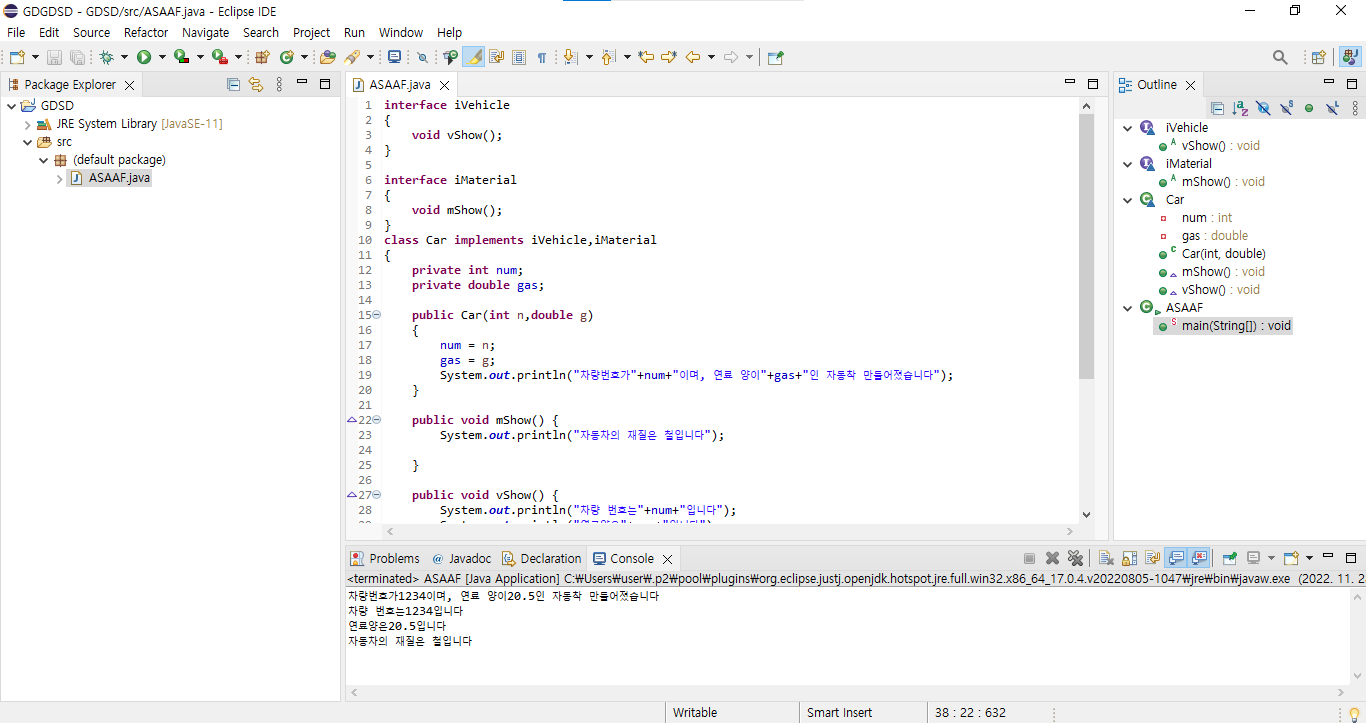 GDGDSD - GDSD/src/ASAAF.java - Eclipse IDE
File Edit Source Refactor Navigate Search Project Run Window Help
Package Explorer
GDSD
JRE System Library [JavaSE-11]
src
(default package)
ASAAF.java
ASAAF.java
1 interface iVehicle
2 {
3 void vShow();
4 }
5
6 interface iMaterial
7 {
8 void mShow();
9 }
10 class Car implements iVehicle,iMaterial
11 {
12 private int num;
13 private double gas;
14
15 public Car(int n,double g)
16 {
17 num = n;
18 gas = g;
19 System.out.println("차량번호가"+num+"이며, 연료 양이"+gas+"인 자동착 만들어졌습니다");
20 }
21
22 public void mShow() {
23 System.out.println("자동차의 재질은 철입니다");
24
25 }
26
27 public void vShow() {
28 System.out.println("차량 번호는"+num+"입니다");
Outline
iVehicle
vShow() : void
iMaterial
mShow() : void
Car
num : int
gas : double
Car(int, double)
mShow() : void
vShow() : void
ASAAF
main(String[]) : void
Problems @ Javadoc Declaration Console
<terminated> ASAAF [Java Application] C:₩Users₩user₩.p2₩pool₩plugins₩org.eclipse.justj.openjdk.hotspot.jre.full.win32.x86_64_17.0.4.v20220805-1047₩jre₩bin₩javaw.exe (2022. 11. 2
차량번호가1234이며, 연료 양이20.5인 자동착 만들어졌습니다
차량 번호는1234입니다
연료양은20.5입니다
자동차의 재질은 철입니다
Writable Smart Insert 38 : 22 : 632